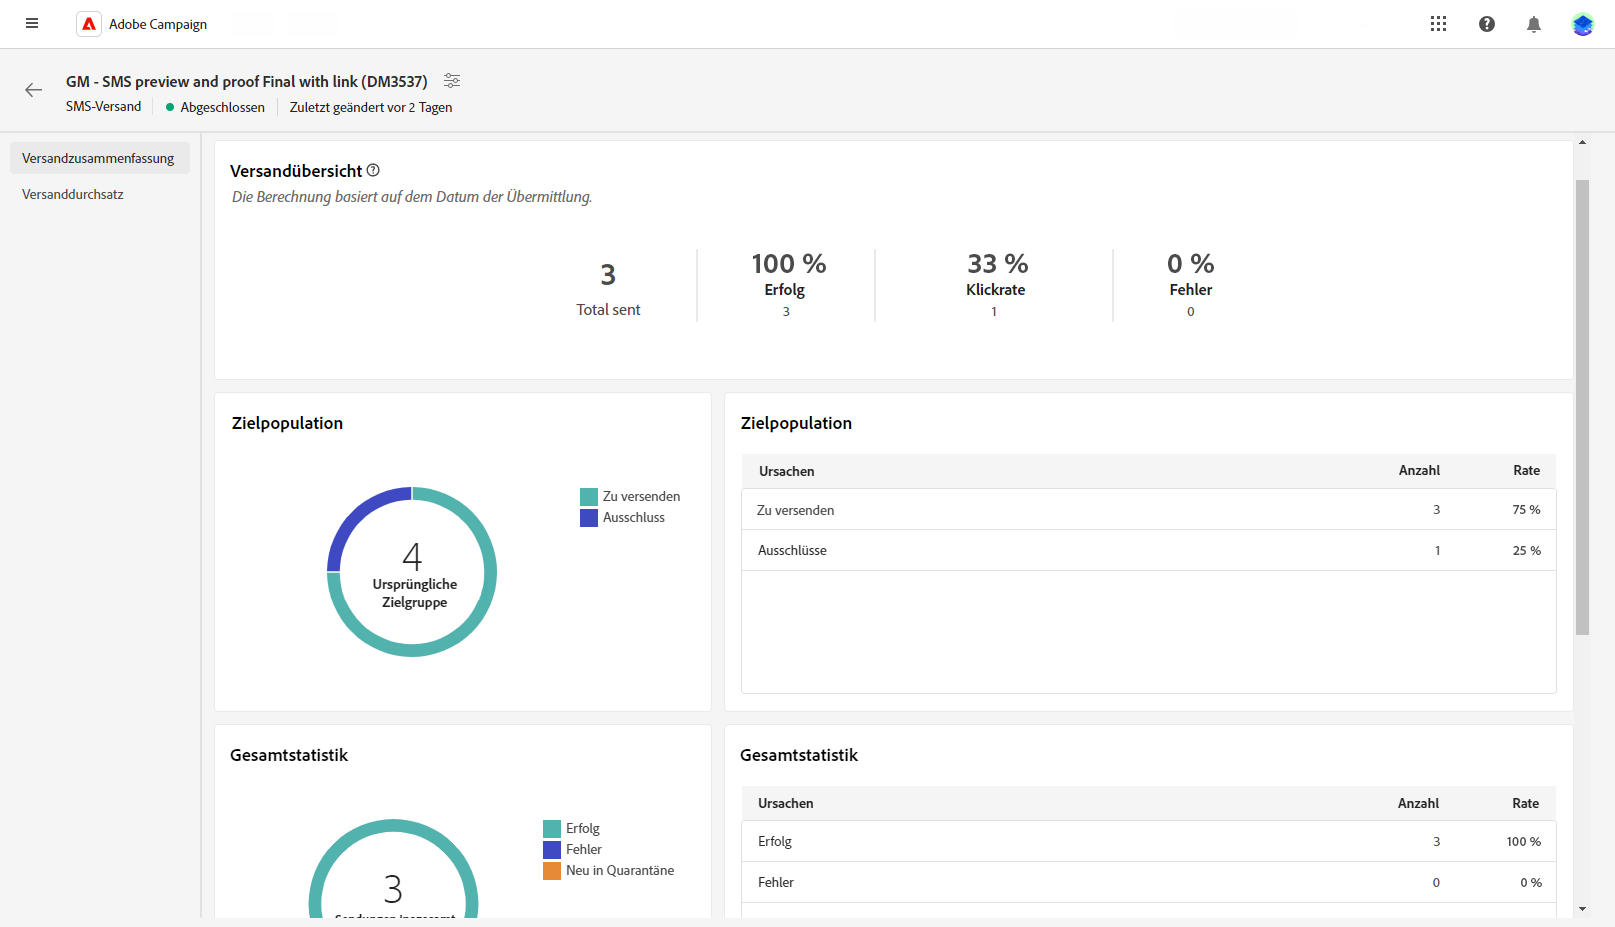 Adobe Campaign
GM - SMS preview and proof Final with link (DM3537)
SMS-Versand
Abgeschlossen
Zuletzt geändert vor 2 Tagen
Versandzusammenfassung
Versanddurchsatz
Versandübersicht
Die Berechnung basiert auf dem Datum der Übermittlung.
3
Total sent
100 %
Erfolg
3
33 %
Klickrate
1
0 %
Fehler
0
Zielpopulation
4
Ursprüngliche
Zielgruppe
Zu versenden
Ausschluss
Zielpopulation
Ursachen Anzahl Rate
Zu versenden 3 75 %
Ausschlüsse 1 25 %
Gesamtstatistik
3
Sendungen insgesamt
Erfolg
Fehler
Neu in Quarantäne
Gesamtstatistik
Ursachen Anzahl Rate
Erfolg 3 100 %
Fehler 0 0 %